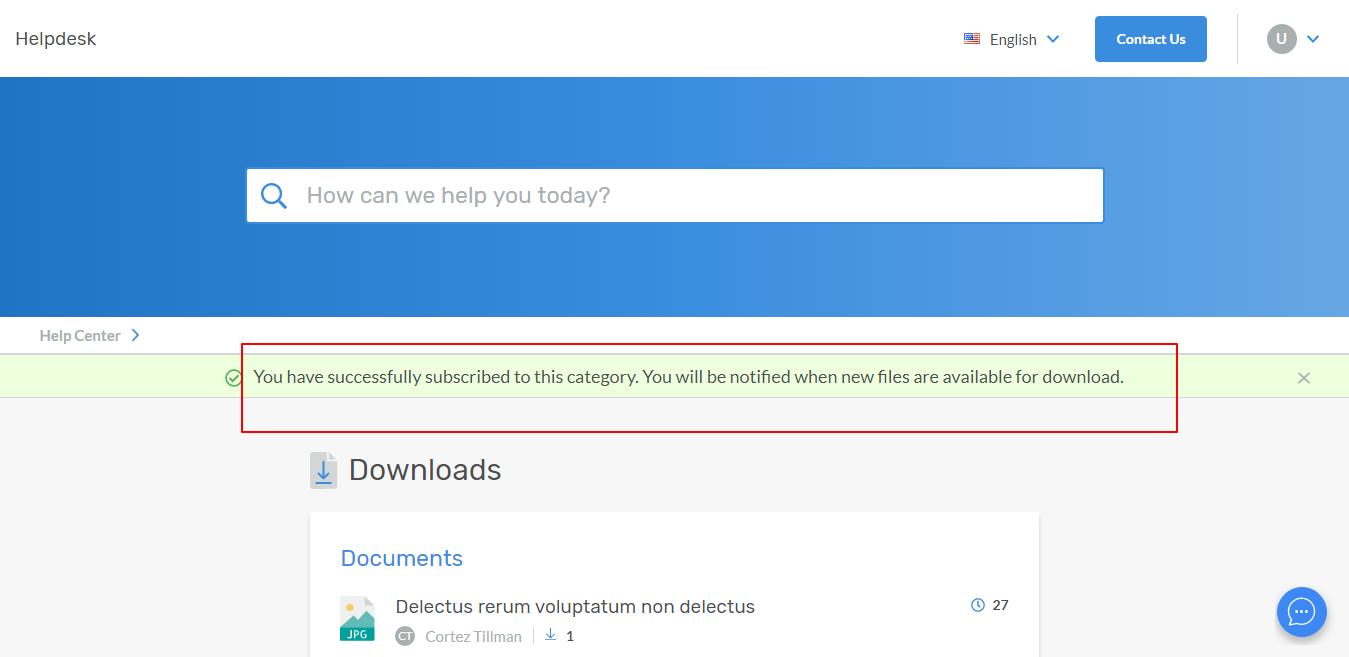 Helpdesk
English
Contact Us
U
How can we help you today?
Help Center
You have successfully subscribed to this category. You will be notified when new files are available for download.
Downloads
Documents
Delectus rerum voluptatum non delectus
27
JPG
CT Cortez Tillman 1